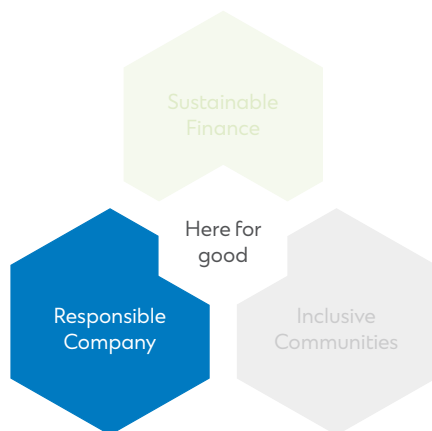 Sustainable
Finance
Here for
good
Responsible
Company
Inclusive
Communities